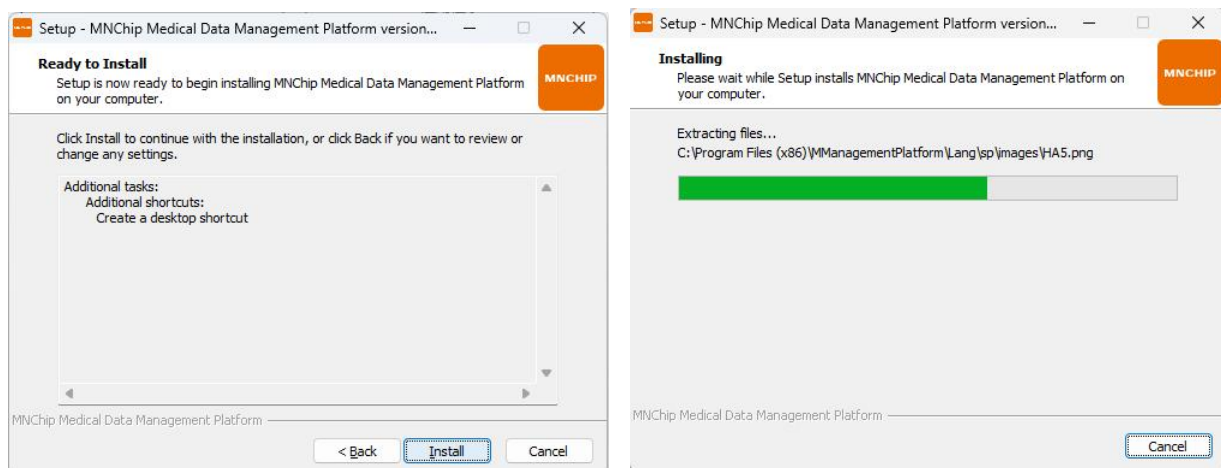 Setup - MNChip Medical Data Management Platform version...
Ready to Install
Setup is now ready to begin installing MNChip Medical Data Management Platform
on your computer.
MNCHIP
Click Install to continue with the installation, or click Back if you want to review or
change any settings.
Additional tasks:
Additional shortcuts:
Create a desktop shortcut
MNChip Medical Data Management Platform
< Back
Install
Cancel
Setup - MNChip Medical Data Management Platform version...
Installing
Please wait while Setup installs MNChip Medical Data Management Platform on
your computer.
MNCHIP
Extracting files...
C:\Program Files (x86)\MManagementPlatform\Lang\sp\images\HA5.png
MNChip Medical Data Management Platform
Cancel